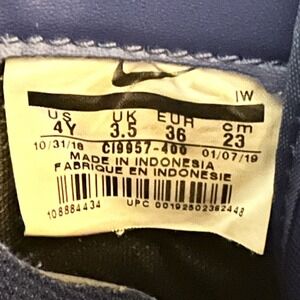 IW
US UK EUR cm
4Y 3.5 36 23
10/31/18 CI9957-400 01/07/19
MADE IN INDONESIA
FABRIQUE EN INDONESIE
108884434 UPC 00192502362448